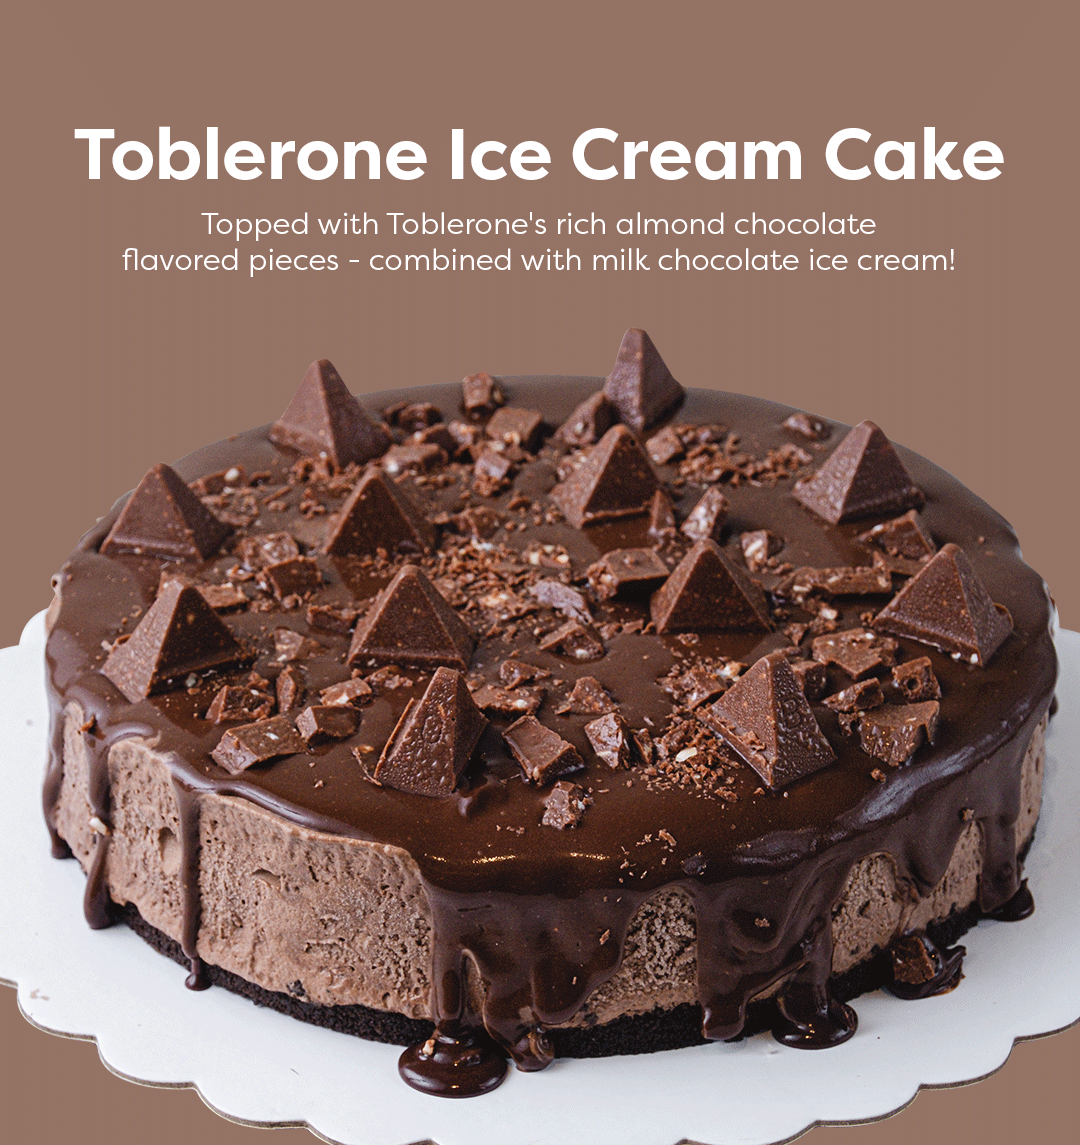 Toblerone Ice Cream Cake
Topped with Toblerone's rich almond chocolate
flavored pieces - combined with milk chocolate ice cream!